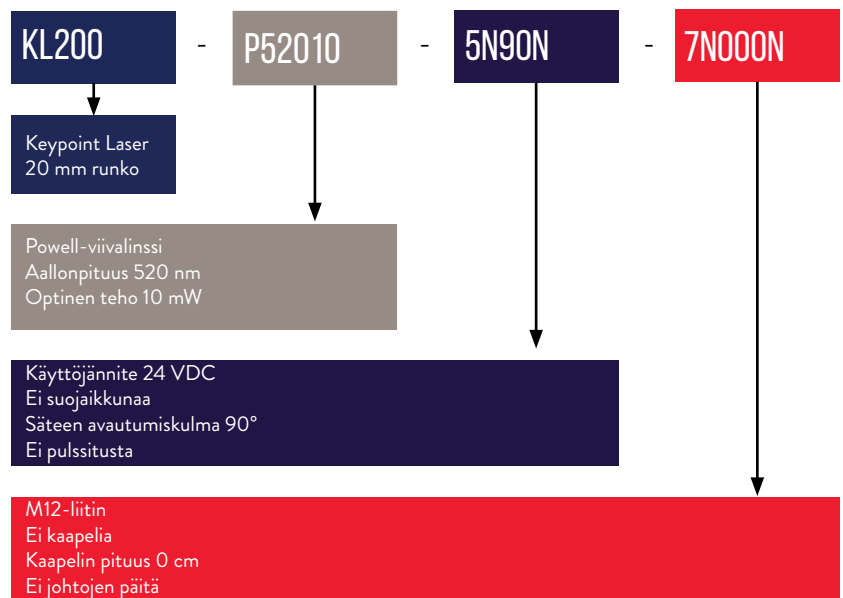 KL200 - P52010 - 5N90N - 7N000N
Keypoint Laser
20 mm runko
Powell-viivalinssi
Aallonpituus 520 nm
Optinen teho 10 mW
Käyttöjännite 24 VDC
Ei suojaikkunaa
Säteen avautumiskulma 90°
Ei pulssitusta
M12-liitin
Ei kaapelia
Kaapelin pituus 0 cm
Ei johtojen päitä